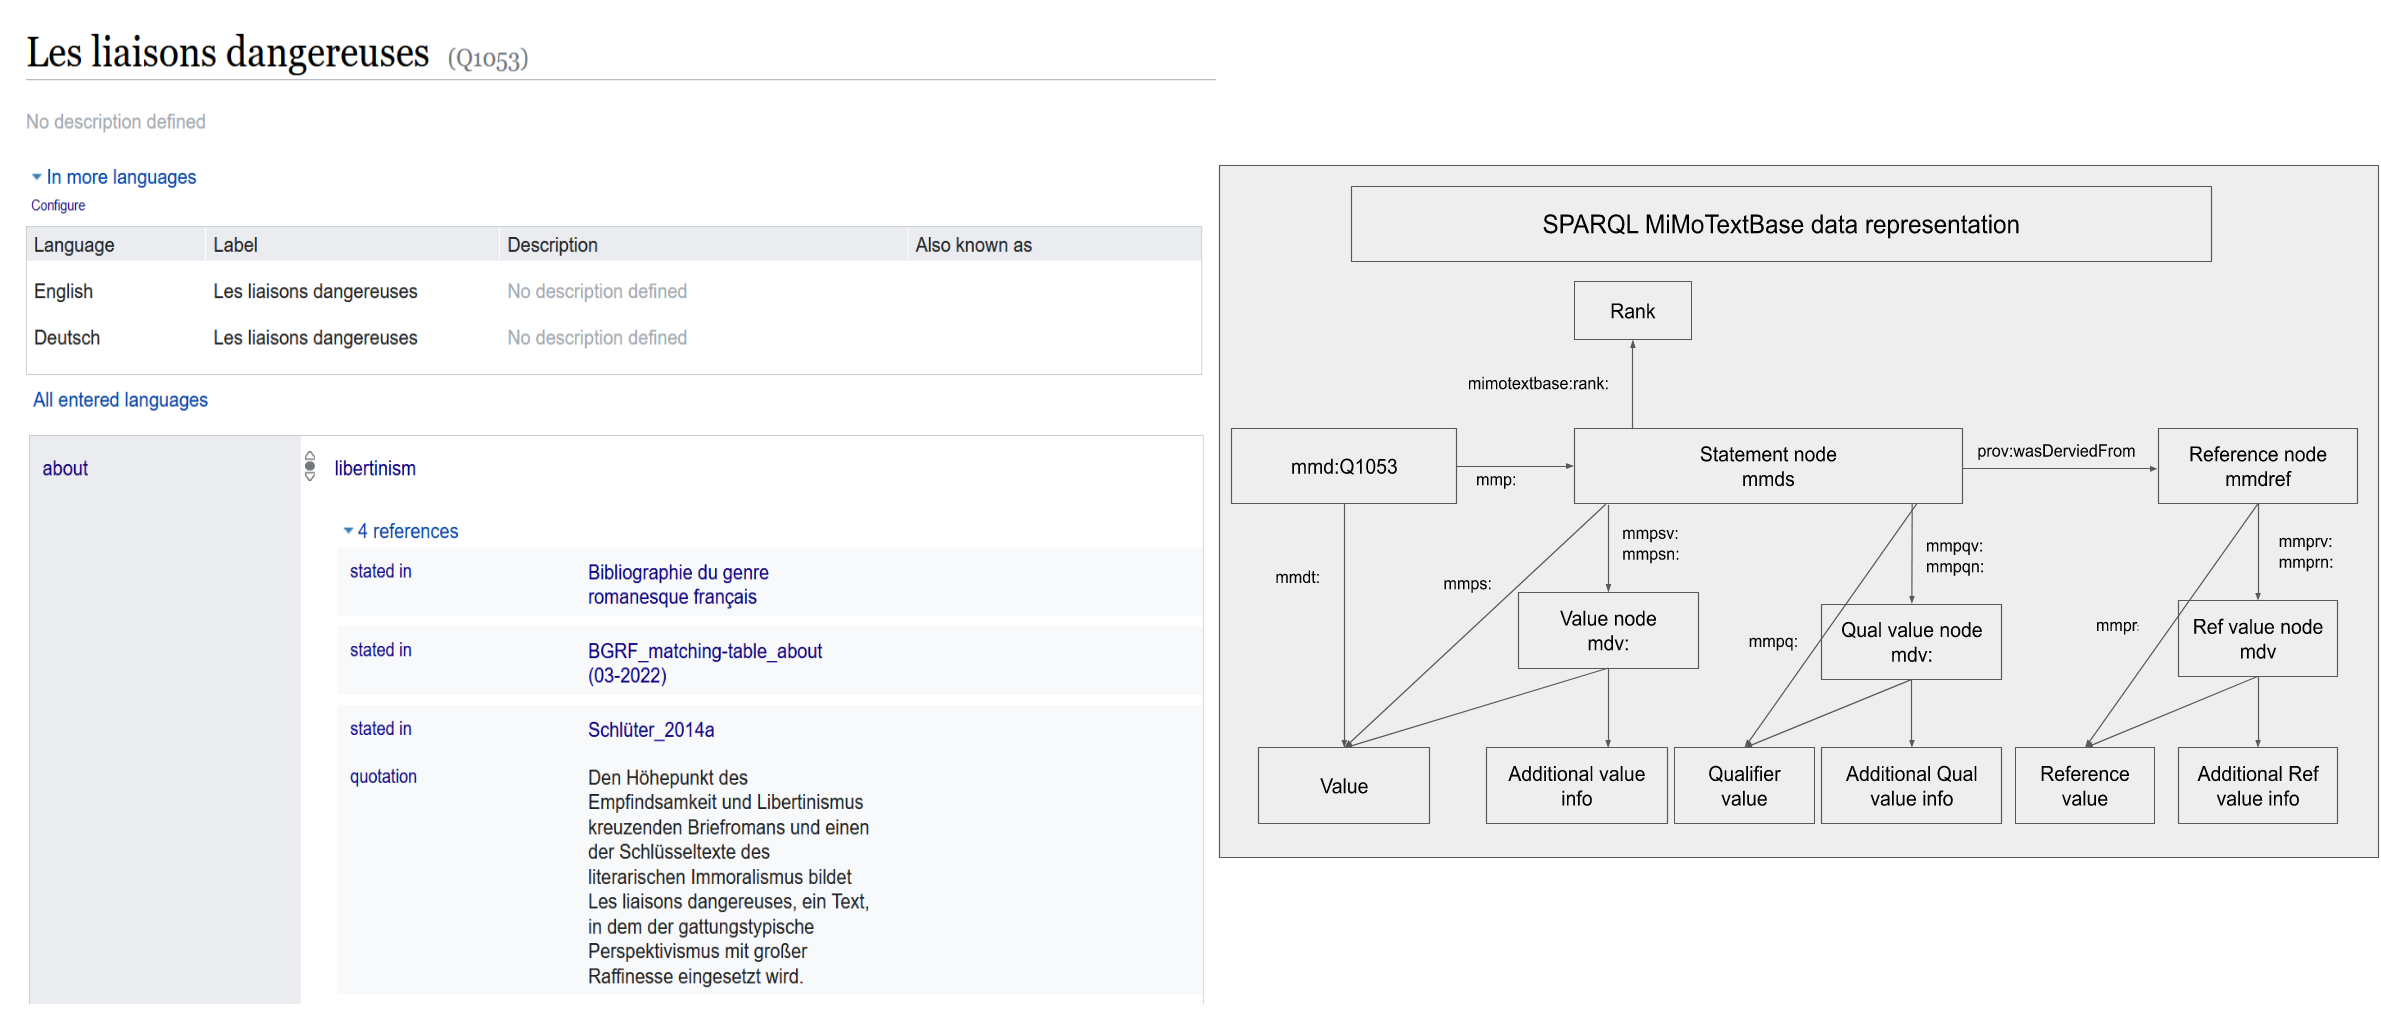 Les liaisons dangereuses (Q1053)
No description defined
In more languages
Configure
Language Label Description Also known as
English Les liaisons dangereuses No description defined
Deutsch Les liaisons dangereuses No description defined
All entered languages
about libertinism
4 references
stated in Bibliographie du genre
romanesque français
stated in BGRF_matching-table_about
(03-2022)
stated in Schlüter_2014a
quotation Den Höhepunkt des
Empfindsamkeit und Libertinismus
kreuzenden Briefromans und einen
der Schlüsseltexte des
literarischen Immoralismus bildet
Les liaisons dangereuses, ein Text,
in dem der gattungstypische
Perspektivismus mit großer
Raffinesse eingesetzt wird.
SPARQL MiMoTextBase data representation
Rank
mimotextbase:rank:
mmd:Q1053
mmp:
Statement node
mmds
prov:wasDerviedFrom
Reference node
mmdref
mmdt:
mmps:
mmpsv:
mmpsn:
mmpq:
mmpqv:
mmpqn:
mmpr:
mmprv:
mmprn:
Value node
mdv:
Qual value node
mdv:
Ref value node
mdv
Value
Additional value
info
Qualifier
value
Additional Qual
value info
Reference
value
Additional Ref
value info